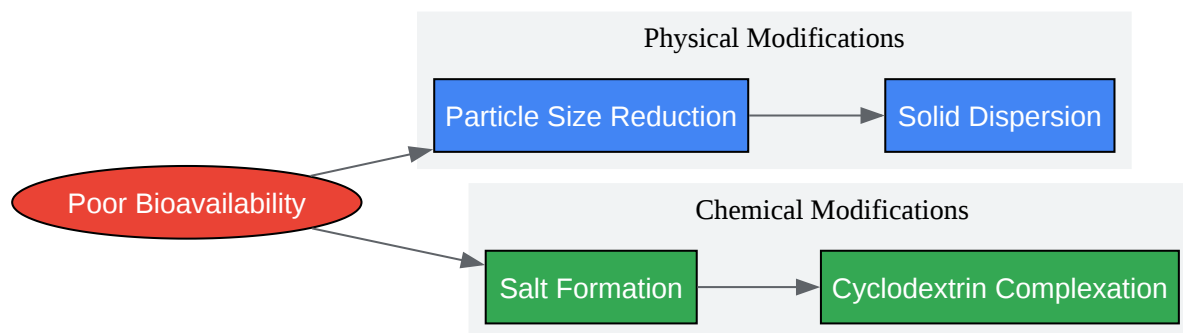 Physical Modifications
Particle Size Reduction
Solid Dispersion
Poor Bioavailability
Chemical Modifications
Salt Formation
Cyclodextrin Complexation